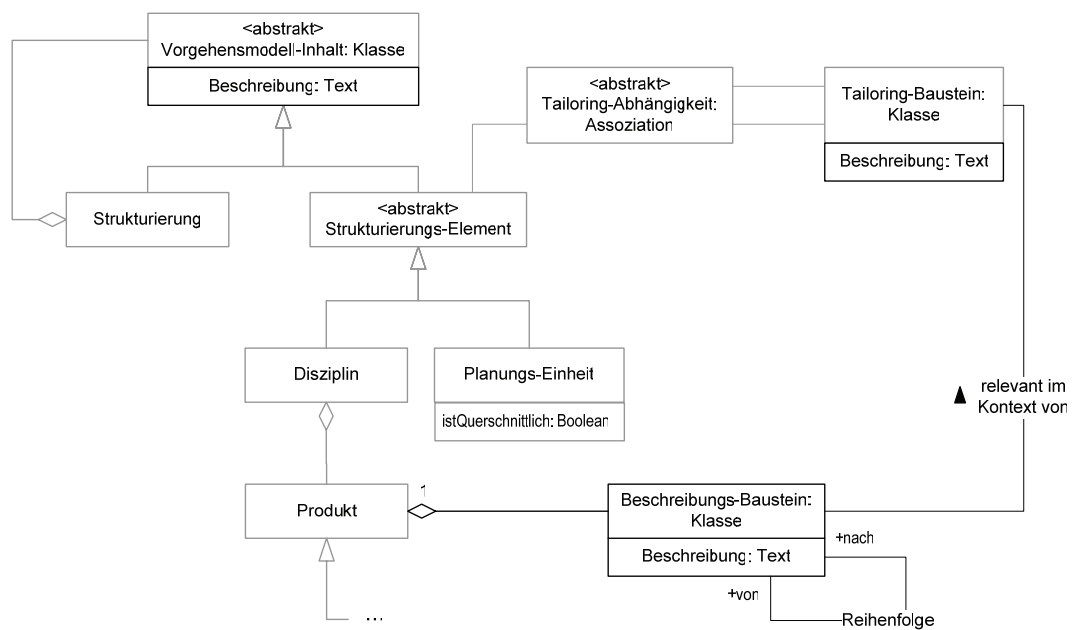 <abstrakt>
Vorgehensmodell-Inhalt: Klasse
Beschreibung: Text
<abstrakt>
Tailoring-Abhängigkeit:
Assoziation
Tailoring-Baustein:
Klasse
Beschreibung: Text
Strukturierung
<abstrakt>
Strukturierungs-Element
Disziplin
Planungs-Einheit
istQuerschnittlich: Boolean
relevant im
Kontext von
Produkt
1
Beschreibungs-Baustein:
Klasse
Beschreibung: Text
+nach
+von
Reihenfolge
...